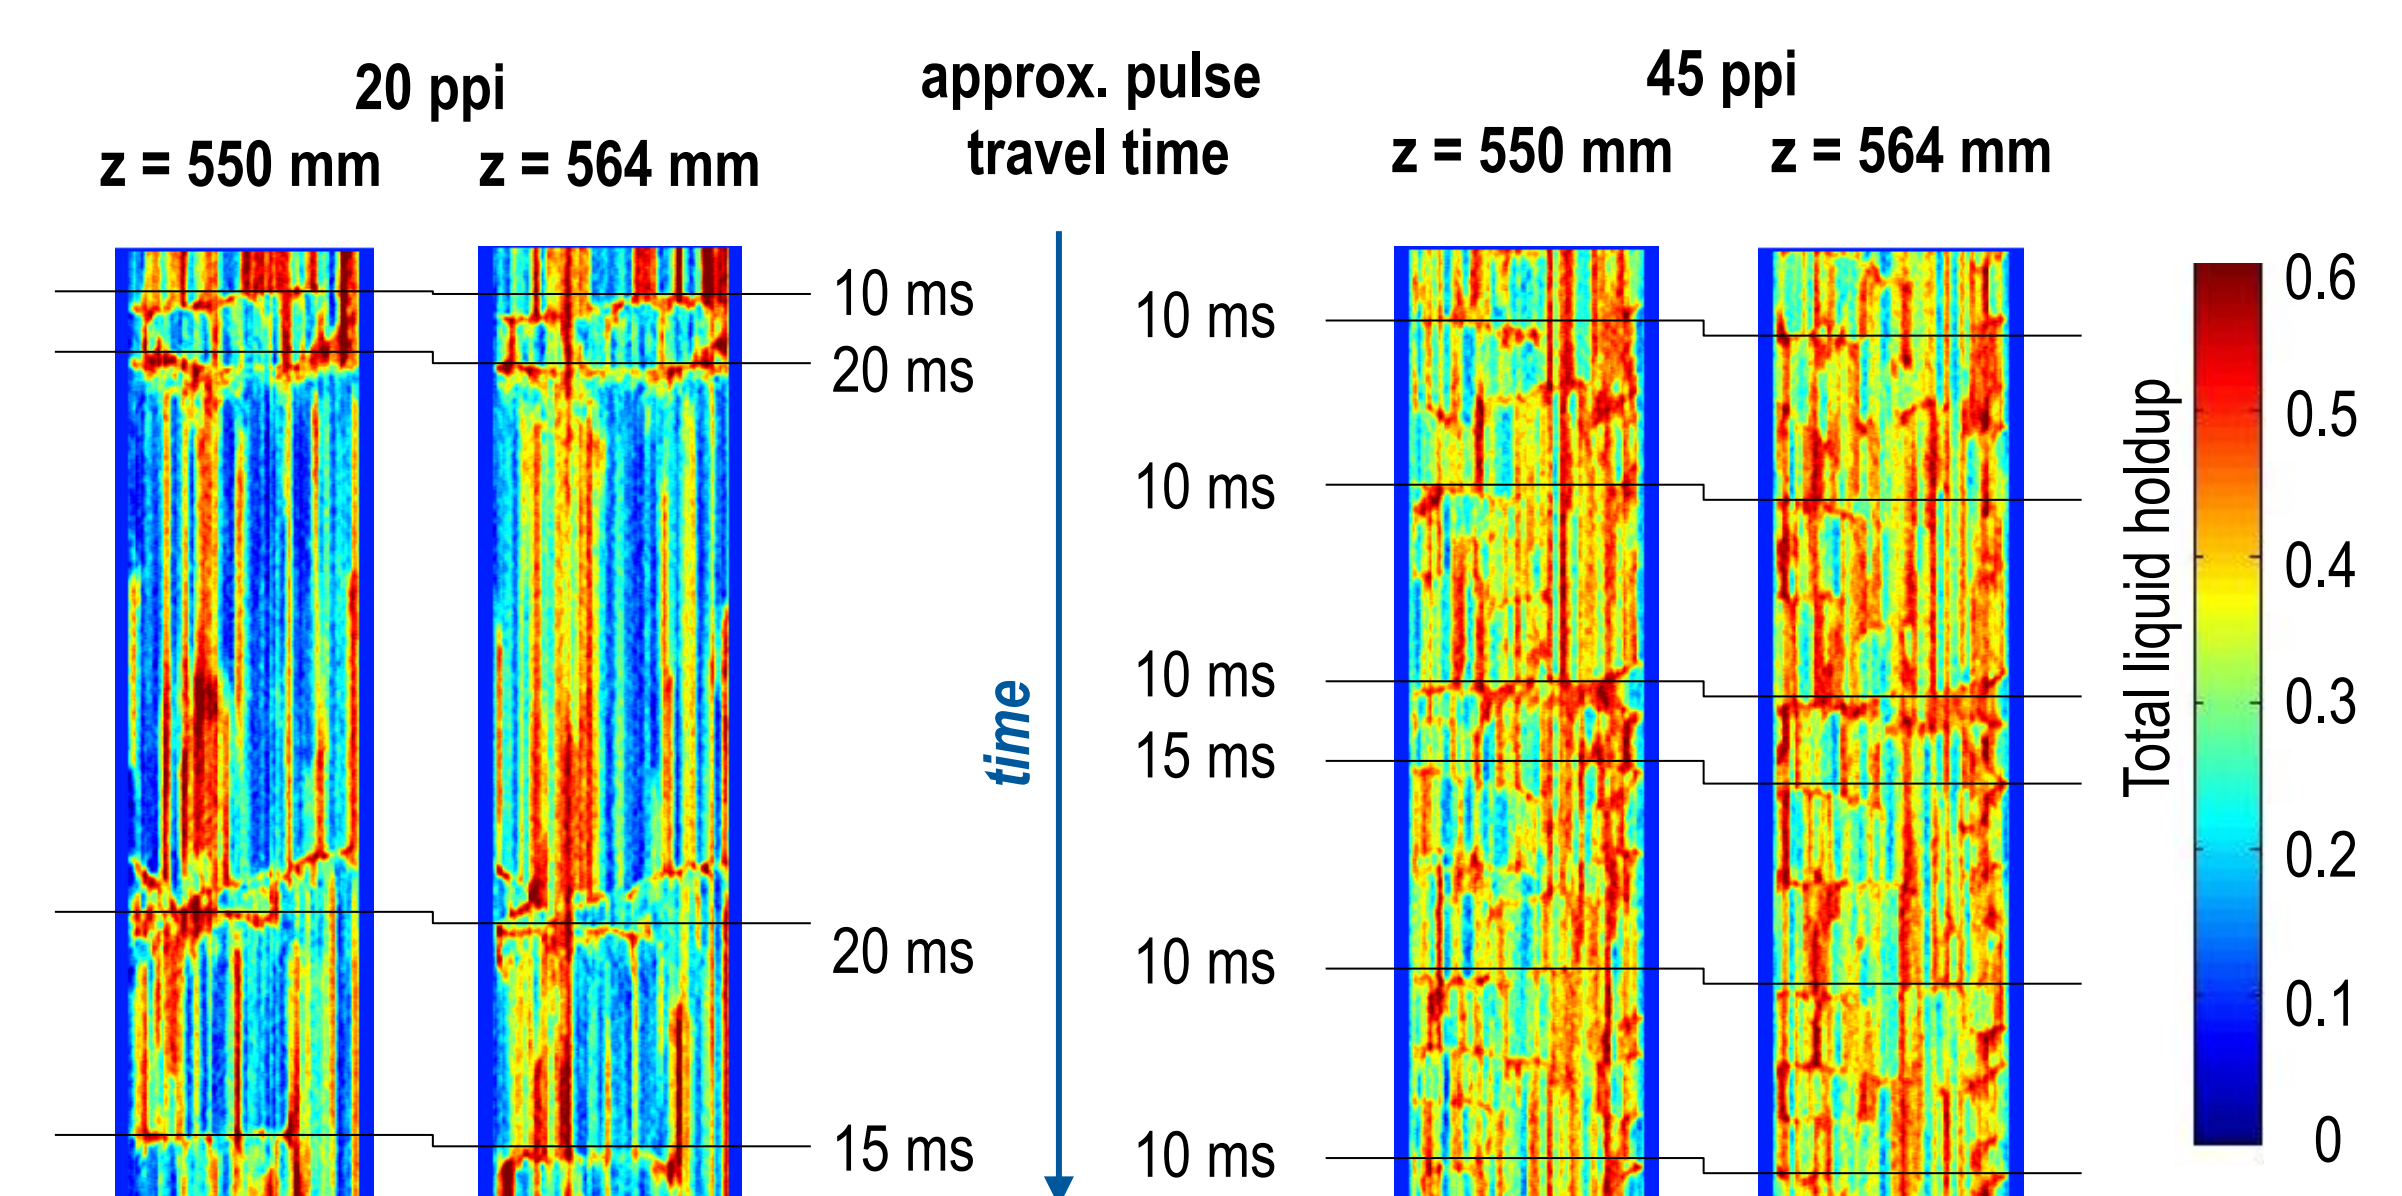 20 ppi
z = 550 mm
z = 564 mm
approx. pulse
travel time
45 ppi
z = 550 mm
z = 564 mm
10 ms
20 ms
20 ms
15 ms
time
10 ms
10 ms
10 ms
15 ms
10 ms
10 ms
Total liquid holdup
0.6
0.5
0.4
0.3
0.2
0.1
0